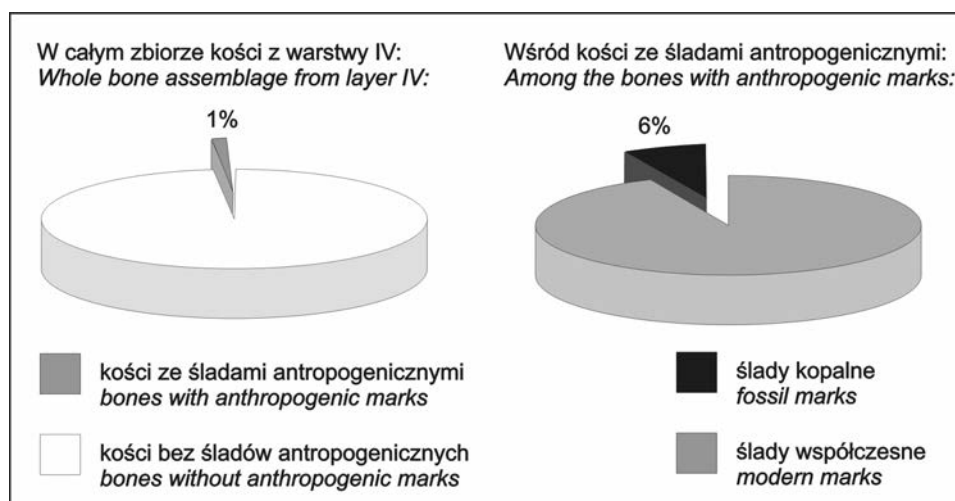 W całym zbiorze kości z warstwy IV:
Whole bone assemblage from layer IV:
1%
kości ze śladami antropogenicznymi
bones with anthropogenic marks
kości bez śladów antropogenicznych
bones without anthropogenic marks
Wśród kości ze śladami antropogenicznymi:
Among the bones with anthropogenic marks:
6%
ślady kopalne
fossil marks
ślady współczesne
modern marks